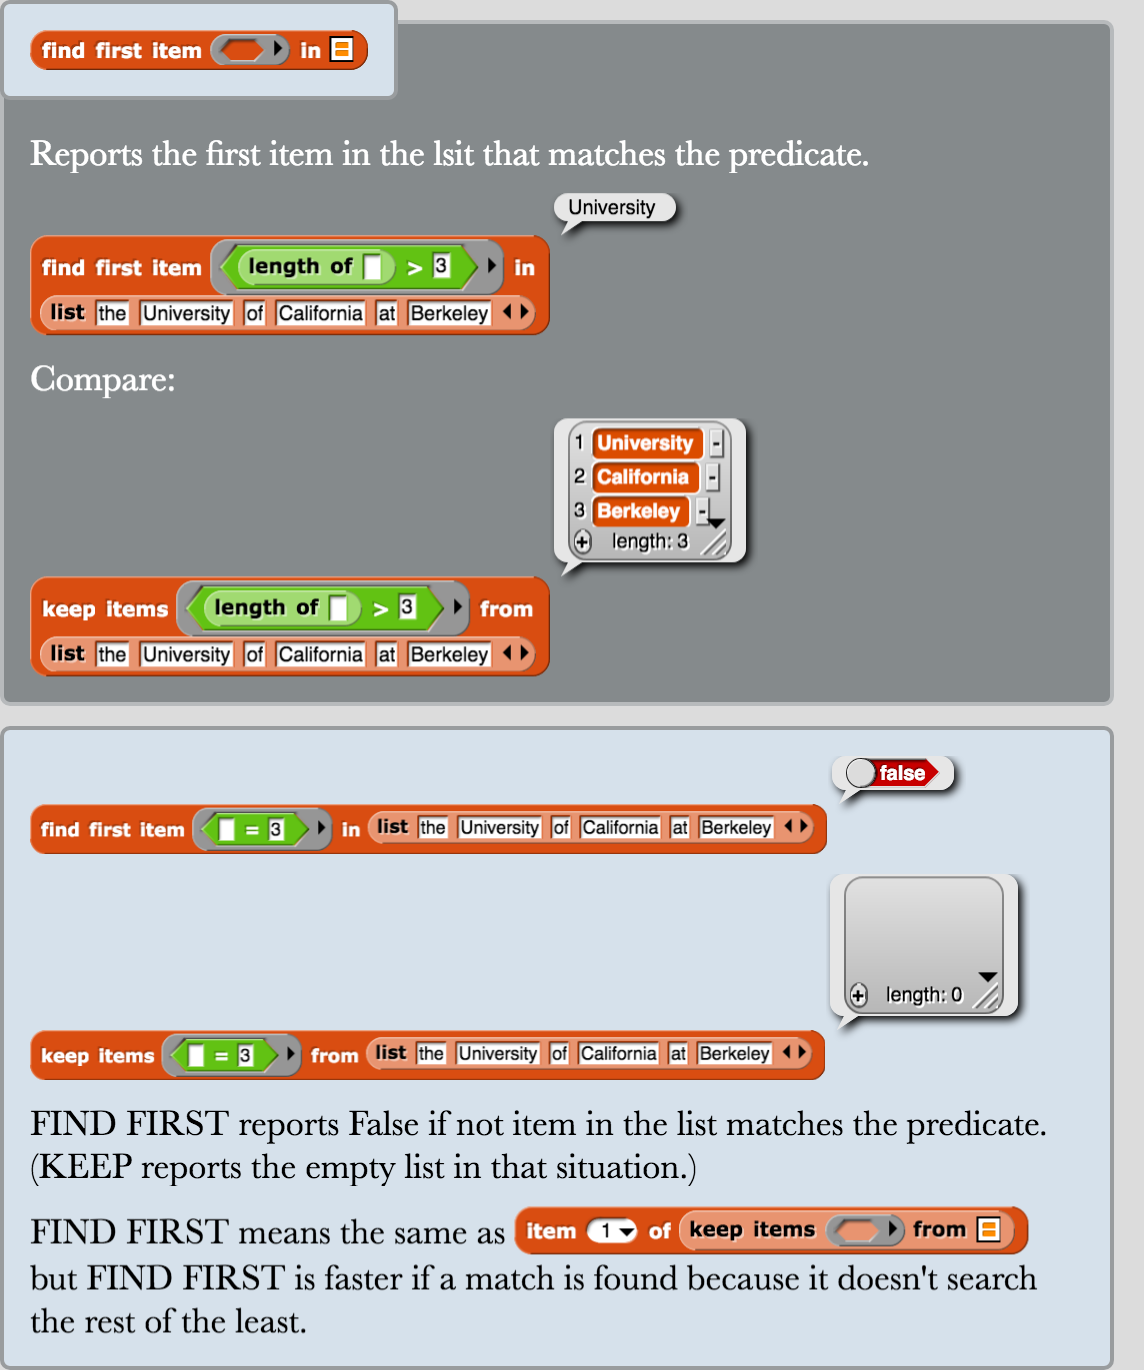 find first item in
Reports the first item in the lsit that matches the predicate.
University
find first item length of > 3 in
list the University of California at Berkeley
Compare:
1 University -
2 California -
3 Berkeley -
+ length: 3
keep items length of > 3 from
list the University of California at Berkeley
false
find first item = 3 in list the University of California at Berkeley
+ length: 0
keep items = 3 from list the University of California at Berkeley
FIND FIRST reports False if not item in the list matches the predicate.
(KEEP reports the empty list in that situation.)
FIND FIRST means the same as item 1 of keep items from
but FIND FIRST is faster if a match is found because it doesn't search
the rest of the least.